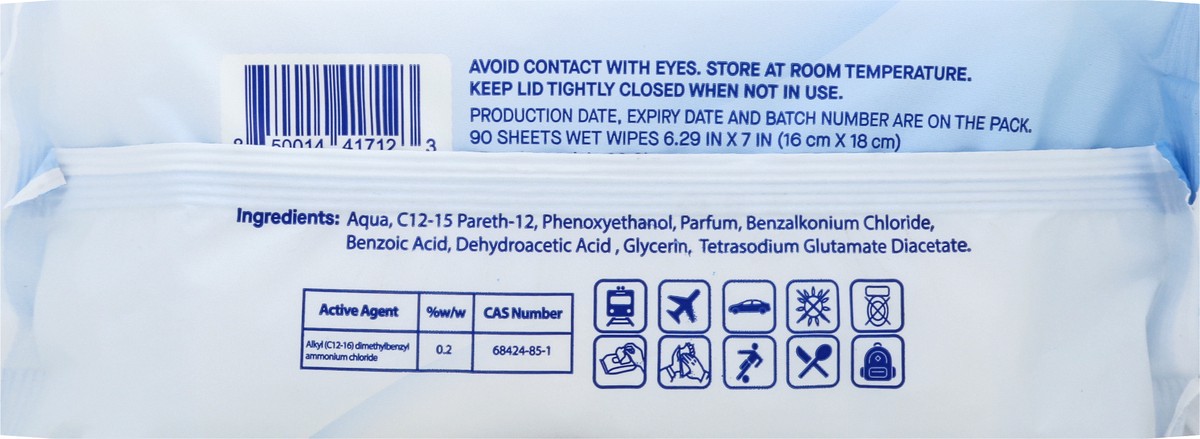 AVOID CONTACT WITH EYES. STORE AT ROOM TEMPERATURE.
KEEP LID TIGHTLY CLOSED WHEN NOT IN USE.
PRODUCTION DATE, EXPIRY DATE AND BATCH NUMBER ARE ON THE PACK.
90 SHEETS WET WIPES 6.29 IN X 7 IN (16 cm X 18 cm)
8 50014 41712 3
Ingredients: Aqua, C12-15 Pareth-12, Phenoxyethanol, Parfum, Benzalkonium Chloride,
Benzoic Acid, Dehydroacetic Acid , Glycerin, Tetrasodium Glutamate Diacetate.
Active Agent %w/w CAS Number
Alkyl (C12-16) dimethylbenzyl
ammonium chloride 0.2 68424-85-1